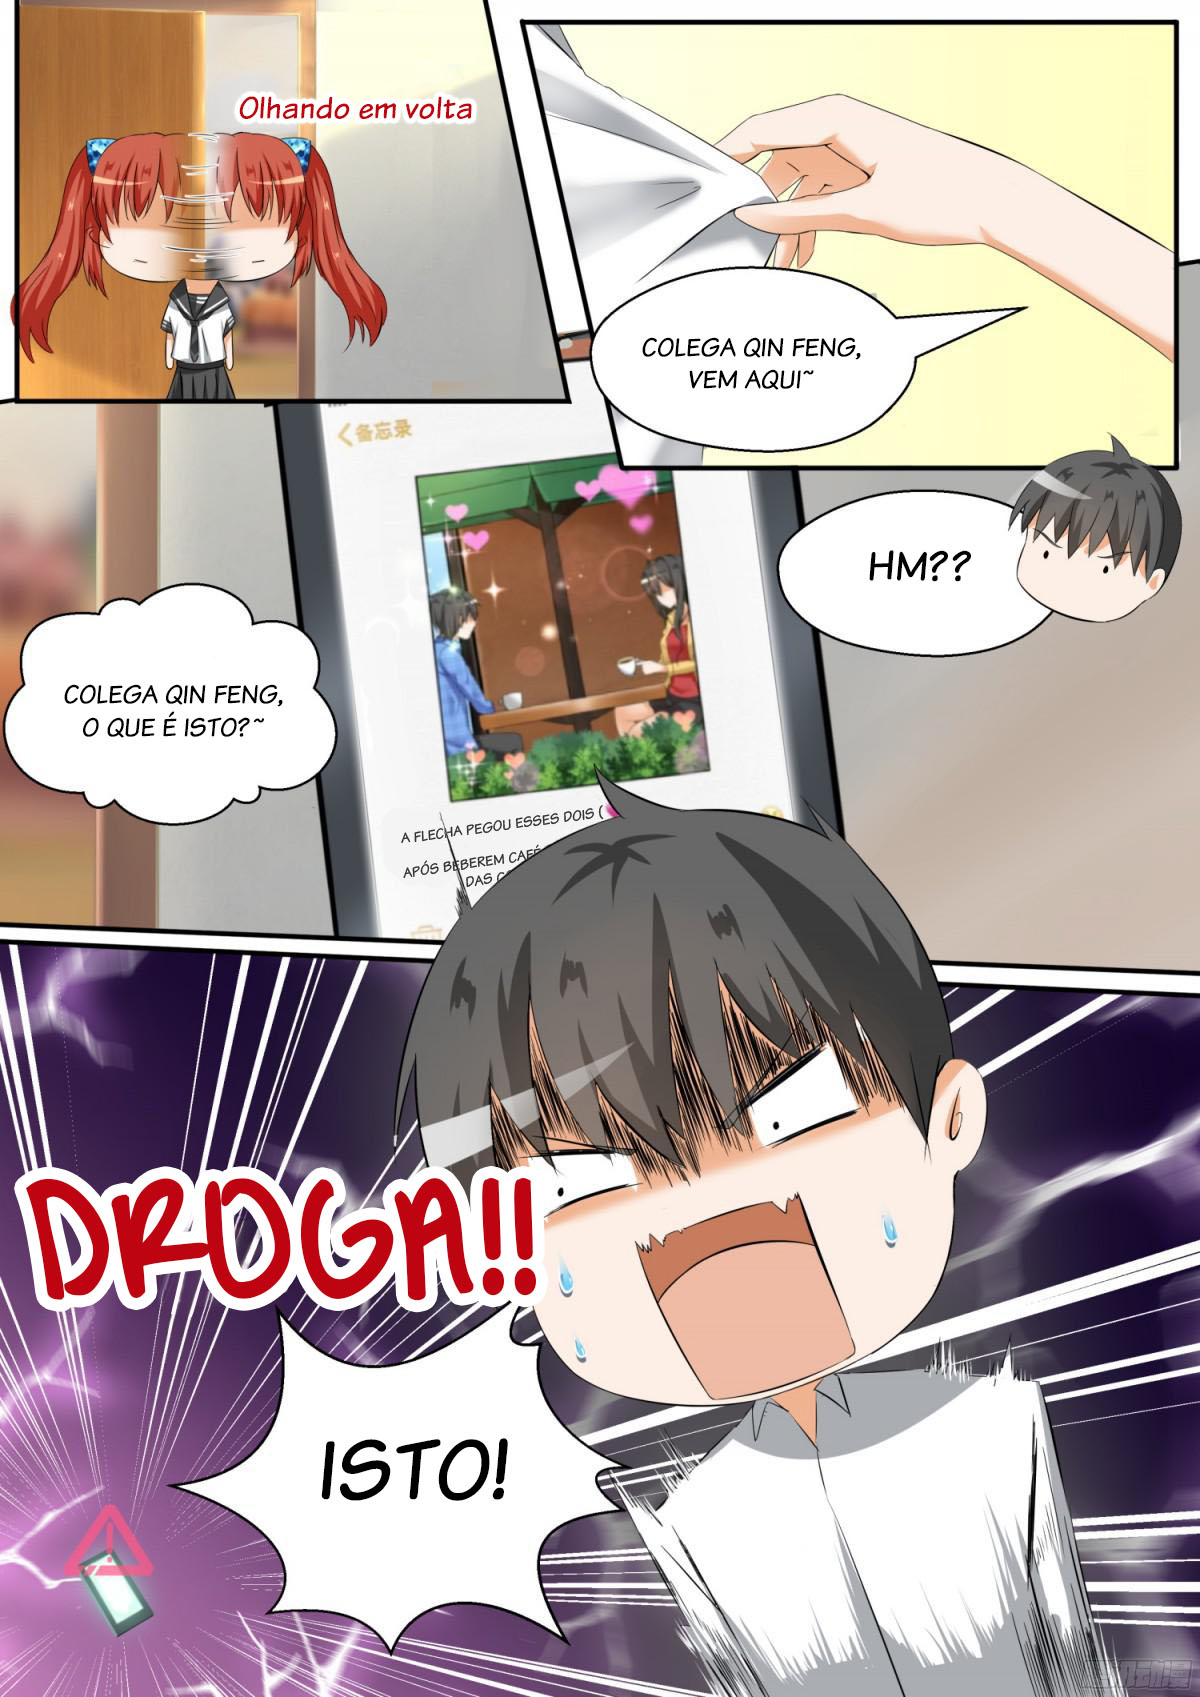 Olhando em volta
COLEGA QIN FENG,
VEM AQUI~
HM??
备忘录
COLEGA QIN FENG,
O QUE É ISTO?~
A FLECHA PEGOU ESSES DOIS (
APÓS BEBEREM CAFÉ
DAS
DROGA!!
ISTO!